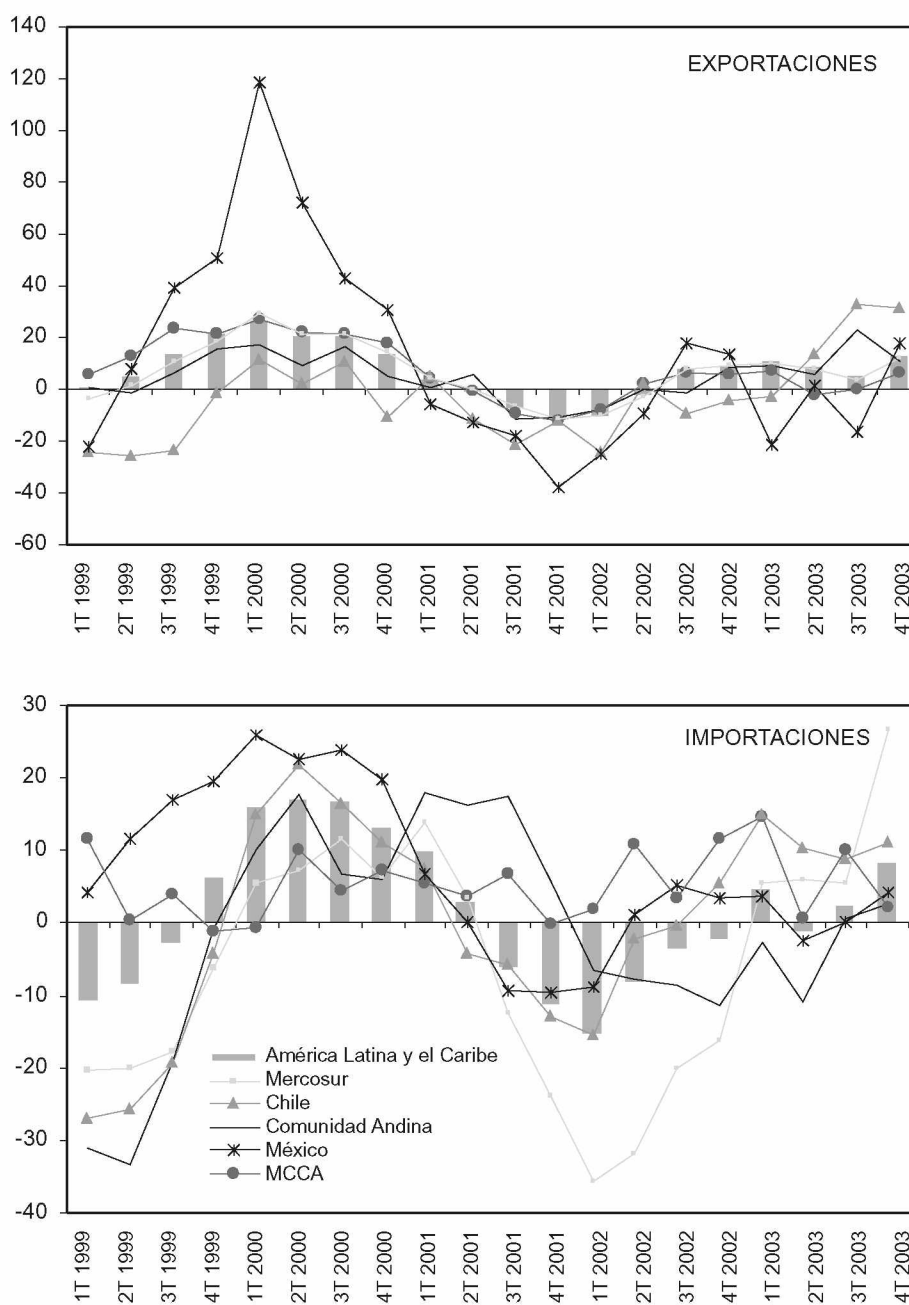 140
120
100
80
60
40
20
0
-20
-40
-60
EXPORTACIONES
1T 1999
2T 1999
3T 1999
4T 1999
1T 2000
2T 2000
3T 2000
4T 2000
1T 2001
2T 2001
3T 2001
4T 2001
1T 2002
2T 2002
3T 2002
4T 2002
1T 2003
2T 2003
3T 2003
4T 2003
30
20
10
0
-10
-20
-30
-40
IMPORTACIONES
América Latina y el Caribe
Mercosur
Chile
Comunidad Andina
México
MCCA
1T 1999
2T 1999
3T 1999
4T 1999
1T 2000
2T 2000
3T 2000
4T 2000
1T 2001
2T 2001
3T 2001
4T 2001
1T 2002
2T 2002
3T 2002
4T 2002
1T 2003
2T 2003
3T 2003
4T 2003